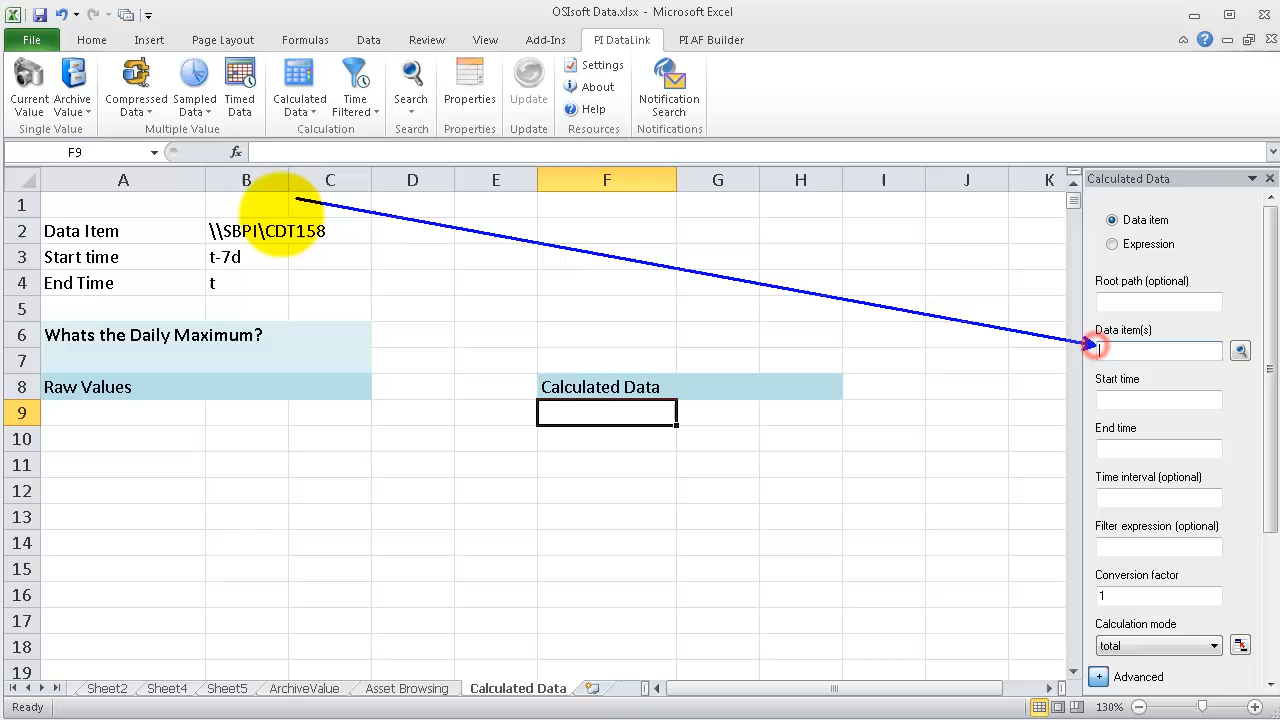 OSIsoft Data.xlsx - Microsoft Excel
File Home Insert Page Layout Formulas Data Review View Add-Ins PI DataLink PI AF Builder
Current Value
Archive Value
Compressed Data
Sampled Data
Timed Data
Calculated Data
Time Filtered
Search
Properties
Update
Settings
About
Help
Notification Search
Single Value Multiple Value Calculation Search Properties Update Resources Notifications
F9 fx
A B C D E F G H I J K
1
2 Data Item \\SBPI\CDT158
3 Start time t-7d
4 End Time t
5
6 Whats the Daily Maximum?
7
8 Raw Values Calculated Data
9
10
11
12
13
14
15
16
17
18
19
Calculated Data
Data item
Expression
Root path (optional)
Data item(s)
Start time
End time
Time interval (optional)
Filter expression (optional)
Conversion factor
1
Calculation mode
total
+ Advanced
Sheet2 Sheet4 Sheet5 ArchiveValue Asset Browsing Calculated Data
Ready 130%